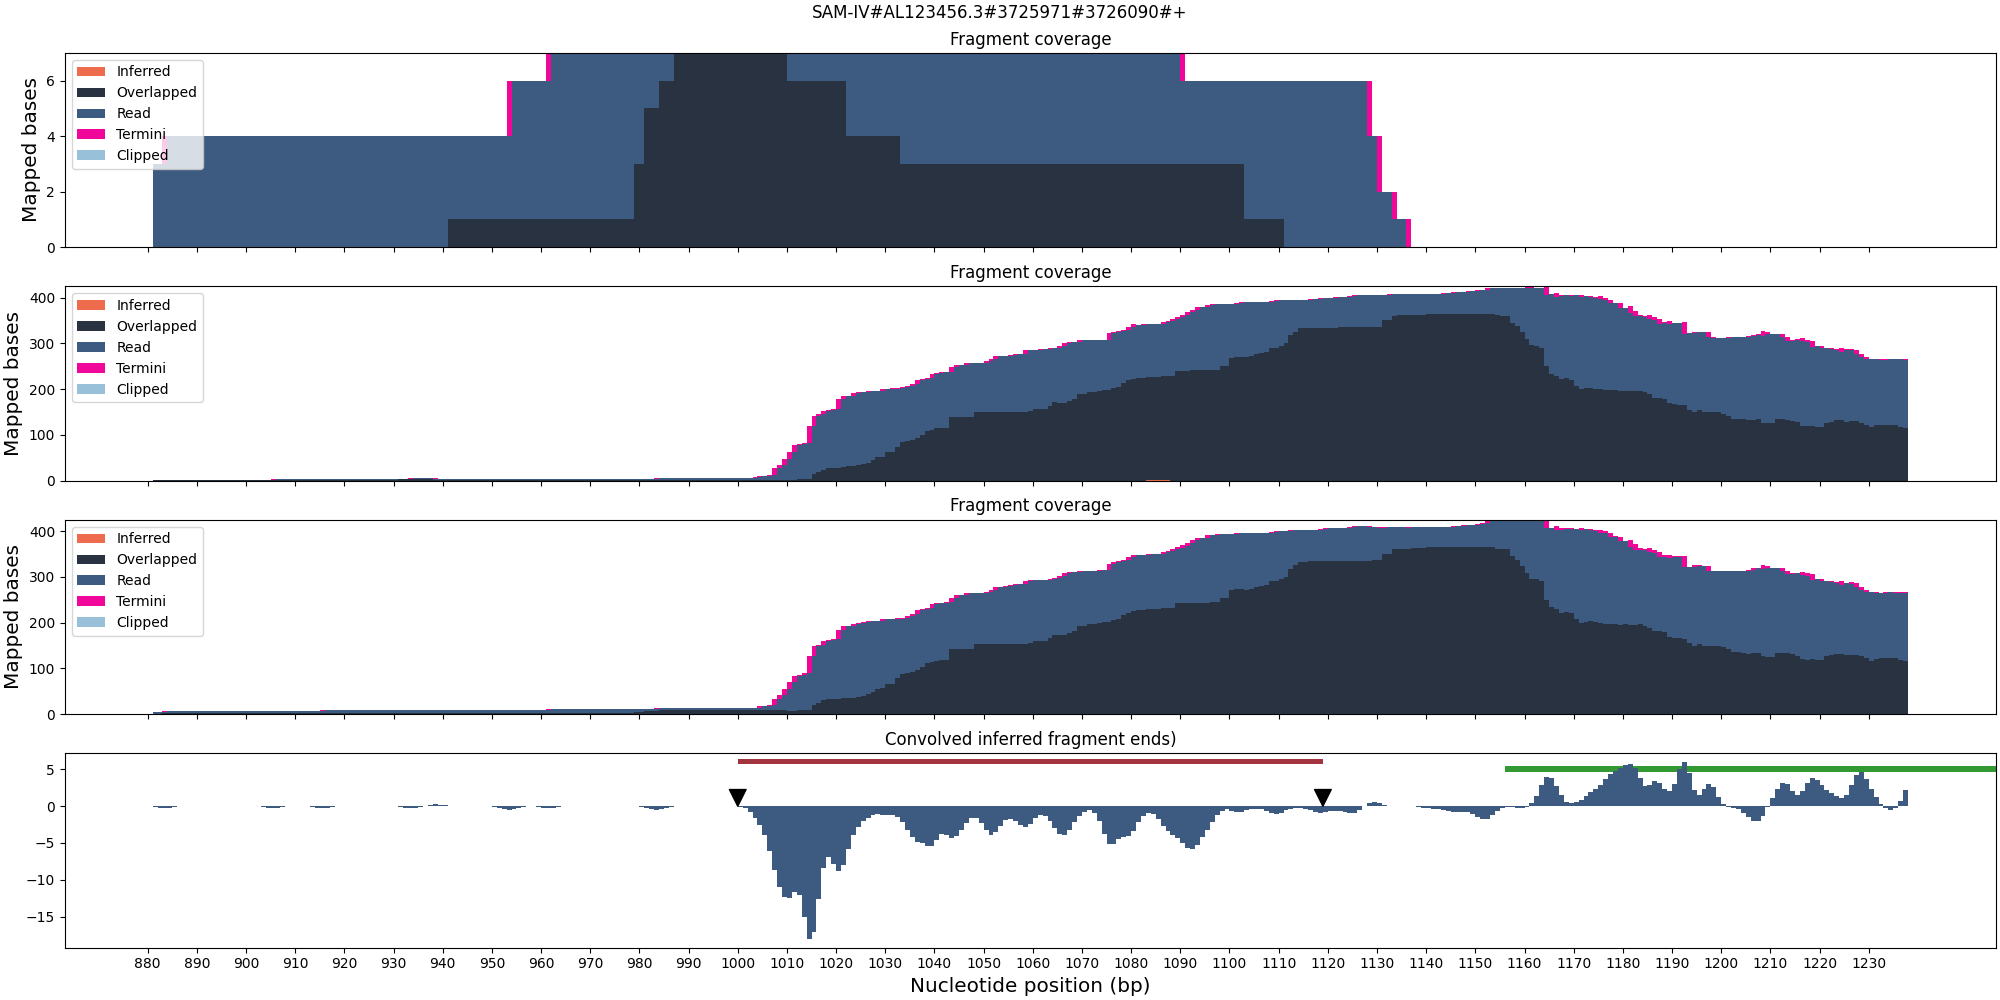 SAM-IV#AL123456.3#3725971#3726090#+
Fragment coverage
Mapped bases
6
4
2
0
Inferred
Overlapped
Read
Termini
Clipped
Fragment coverage
Mapped bases
400
300
200
100
0
Inferred
Overlapped
Read
Termini
Clipped
Fragment coverage
Mapped bases
400
300
200
100
0
Inferred
Overlapped
Read
Termini
Clipped
Convolved inferred fragment ends)
5
0
−5
−10
−15
880 890 900 910 920 930 940 950 960 970 980 990 1000 1010 1020 1030 1040 1050 1060 1070 1080 1090 1100 1110 1120 1130 1140 1150 1160 1170 1180 1190 1200 1210 1220 1230
Nucleotide position (bp)